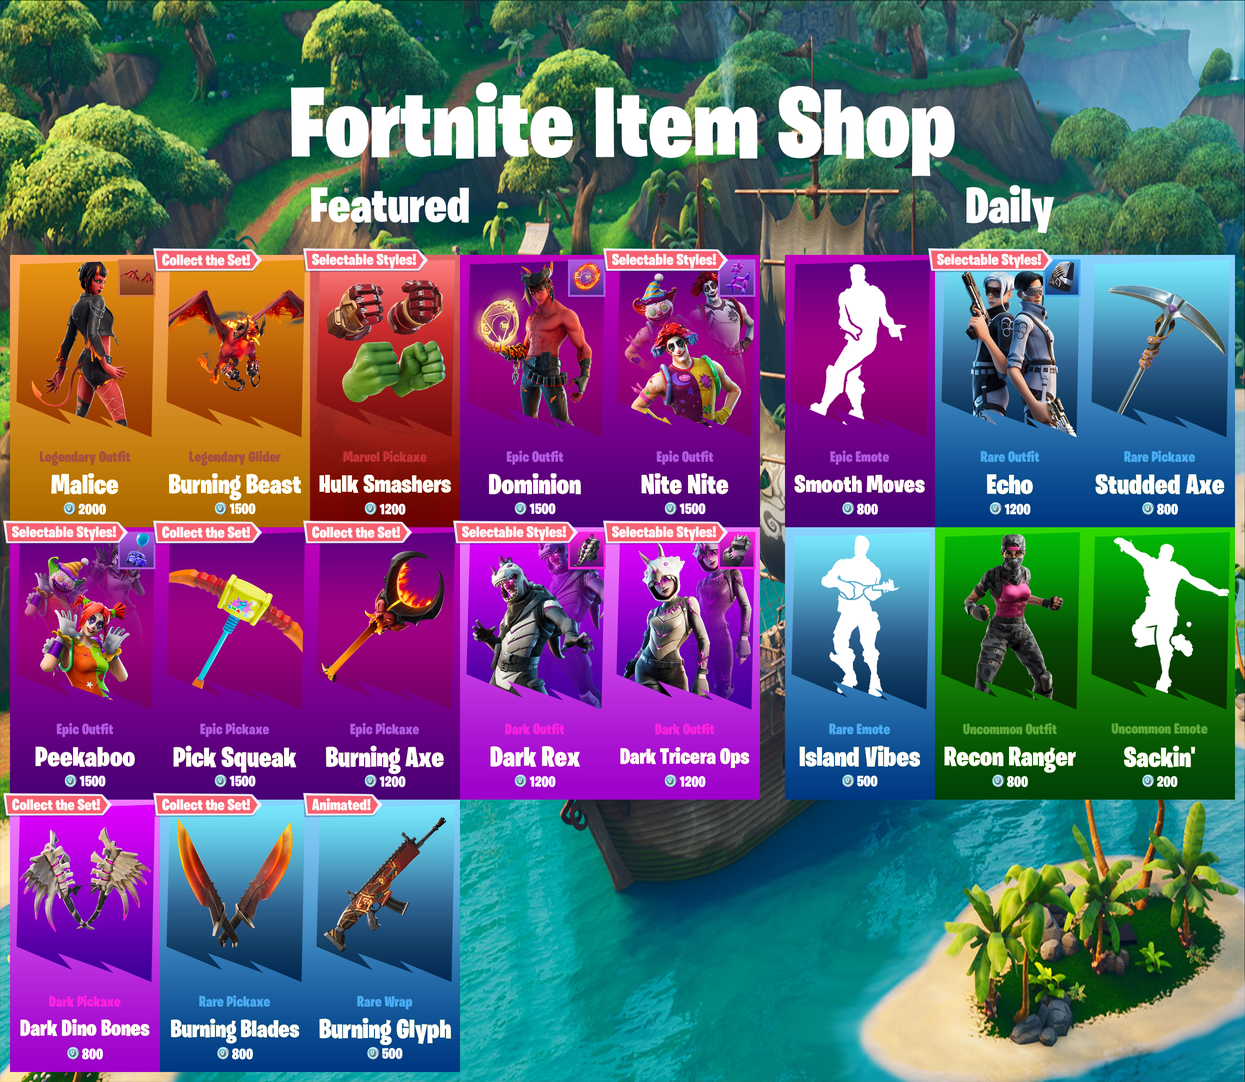 Fortnite Item Shop
Featured
Daily
Legendary Outfit
Malice
2000
Collect the Set!
Legendary Glider
Burning Beast
1500
Selectable Styles!
Marvel Pickaxe
Hulk Smashers
1200
Epic Outfit
Dominion
1500
Selectable Styles!
Epic Outfit
Nite Nite
1500
Epic Emote
Smooth Moves
800
Selectable Styles!
Rare Outfit
Echo
1200
Rare Pickaxe
Studded Axe
800
Selectable Styles!
Epic Outfit
Peekaboo
1500
Collect the Set!
Epic Pickaxe
Pick Squeak
1500
Collect the Set!
Epic Pickaxe
Burning Axe
1200
Selectable Styles!
Dark Outfit
Dark Rex
1200
Selectable Styles!
Dark Outfit
Dark Tricera Ops
1200
Rare Emote
Island Vibes
500
Uncommon Outfit
Recon Ranger
800
Uncommon Emote
Sackin'
200
Collect the Set!
Dark Pickaxe
Dark Dino Bones
800
Collect the Set!
Rare Pickaxe
Burning Blades
800
Animated!
Rare Wrap
Burning Glyph
500